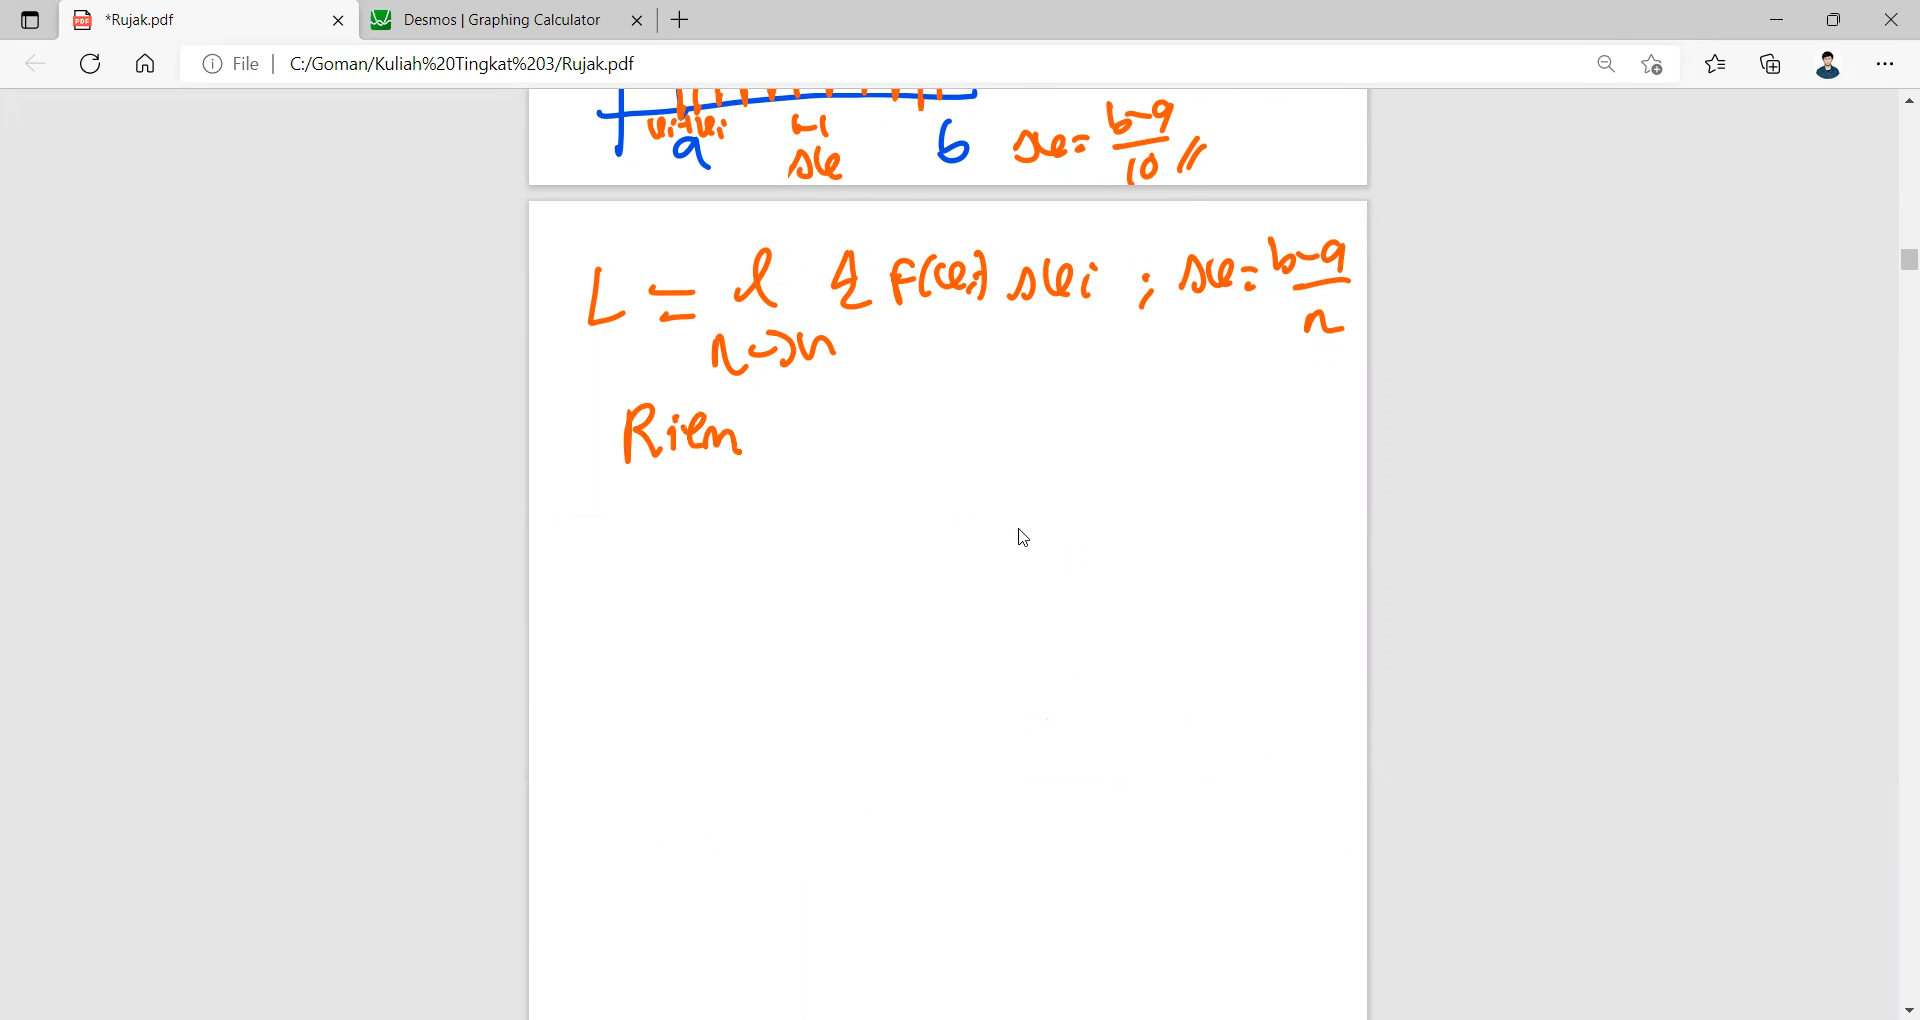 *Rujak.pdf
Desmos | Graphing Calculator
File
C:/Goman/Kuliah%20Tingkat%203/Rujak.pdf
a
b
Δx = b-a / 10 //
Δx
L = l Σ f(xi) Δxi ; Δx = b-a / n
n→∞
Riem